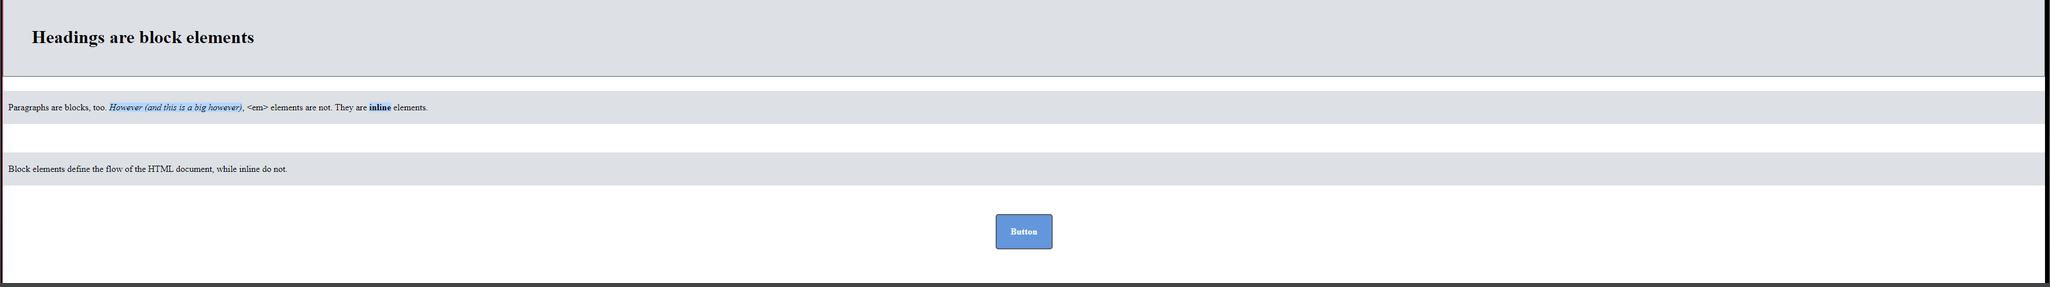 Headings are block elements
Paragraphs are blocks, too. However (and this is a big however), <em> elements are not. They are inline elements.
Block elements define the flow of the HTML document, while inline do not.
Button